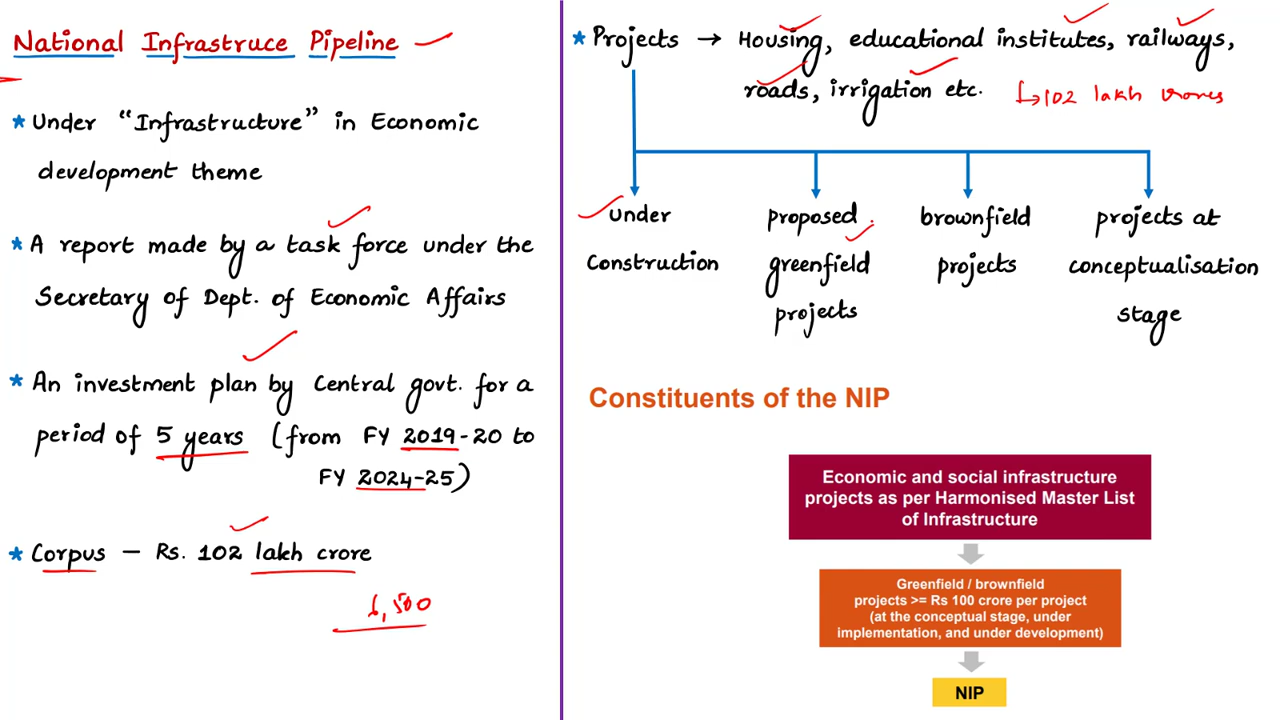 National Infrastruce Pipeline
* Under "Infrastructure" in Economic
development theme
* A report made by a task force under the
Secretary of Dept. of Economic Affairs
* An investment plan by Central govt. for a
period of 5 years (from FY 2019-20 to
FY 2024-25)
* Corpus – Rs. 102 lakh crore
* Projects → Housing, educational institutes, railways,
roads, irrigation etc.
↳102 lakh crores
under
construction
proposed
greenfield
projects
brownfield
projects
projects at
conceptualisation
stage
Constituents of the NIP
Economic and social infrastructure
projects as per Harmonised Master List
of Infrastructure
Greenfield / brownfield
projects >= Rs 100 crore per project
(at the conceptual stage, under
implementation, and under development)
NIP